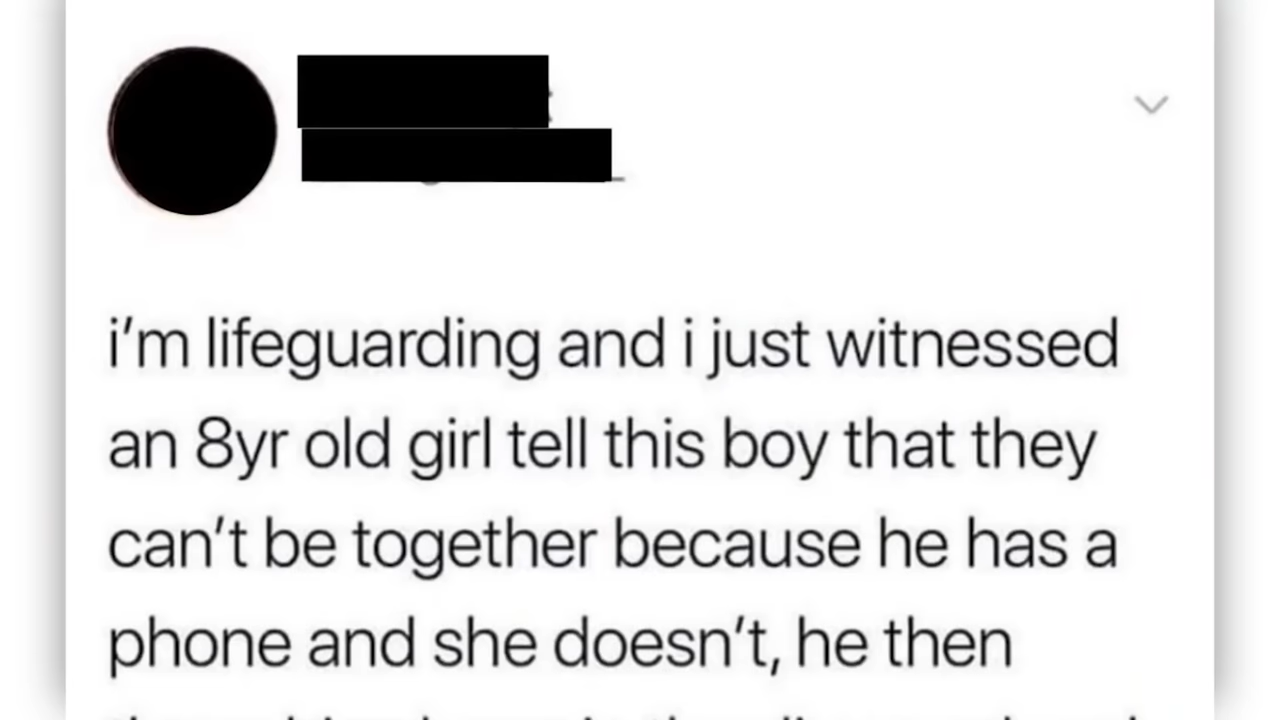 i'm lifeguarding and i just witnessed
an 8yr old girl tell this boy that they
can't be together because he has a
phone and she doesn't, he then